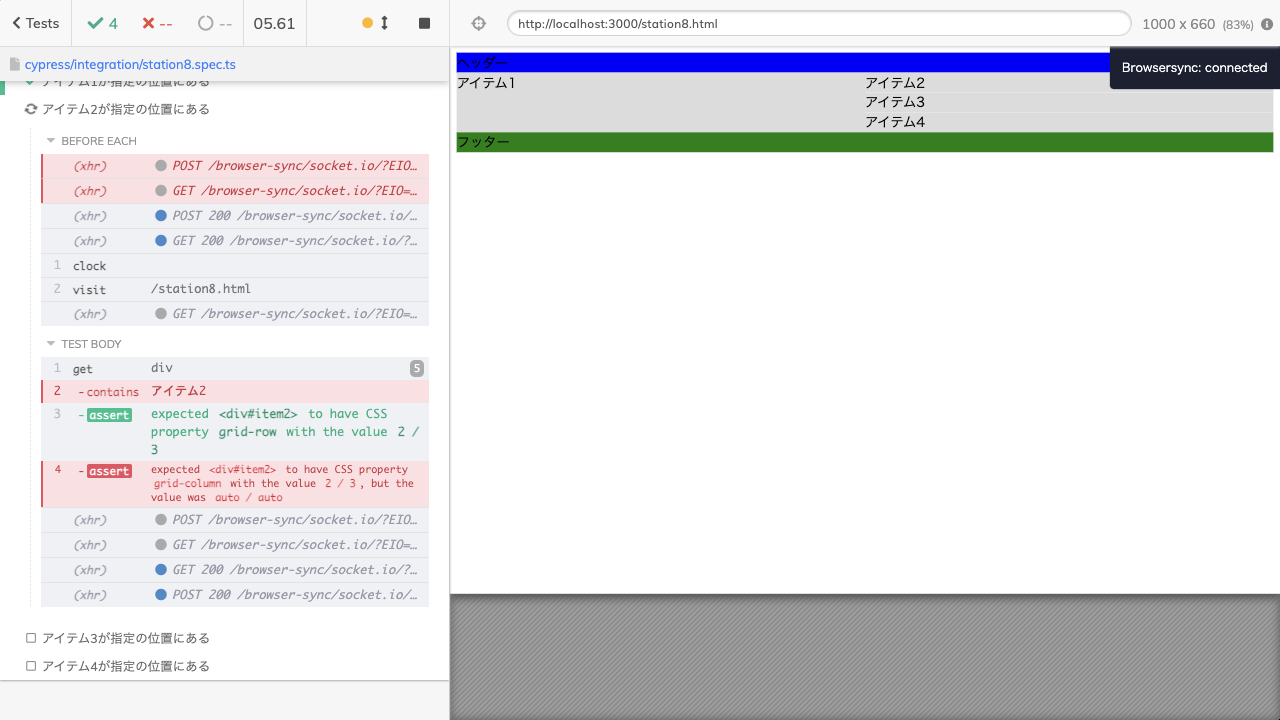 Tests
4
--
--
05.61
http://localhost:3000/station8.html
1000 x 660 (83%)
cypress/integration/station8.spec.ts
アイテム1が指定の位置にある
アイテム2が指定の位置にある
BEFORE EACH
(xhr) POST /browser-sync/socket.io/?EIO…
(xhr) GET /browser-sync/socket.io/?EIO=…
(xhr) POST 200 /browser-sync/socket.io/…
(xhr) GET 200 /browser-sync/socket.io/?…
1 clock
2 visit /station8.html
(xhr) GET /browser-sync/socket.io/?EIO=…
TEST BODY
1 get div 5
2 -contains アイテム2
3 -assert expected <div#item2> to have CSS
property grid-row with the value 2 /
3
4 -assert expected <div#item2> to have CSS property
grid-column with the value 2 / 3, but the
value was auto / auto
(xhr) POST /browser-sync/socket.io/?EIO…
(xhr) GET /browser-sync/socket.io/?EIO=…
(xhr) GET 200 /browser-sync/socket.io/?…
(xhr) POST 200 /browser-sync/socket.io/…
アイテム3が指定の位置にある
アイテム4が指定の位置にある
ヘッダー
Browsersync: connected
アイテム1
アイテム2
アイテム3
アイテム4
フッター